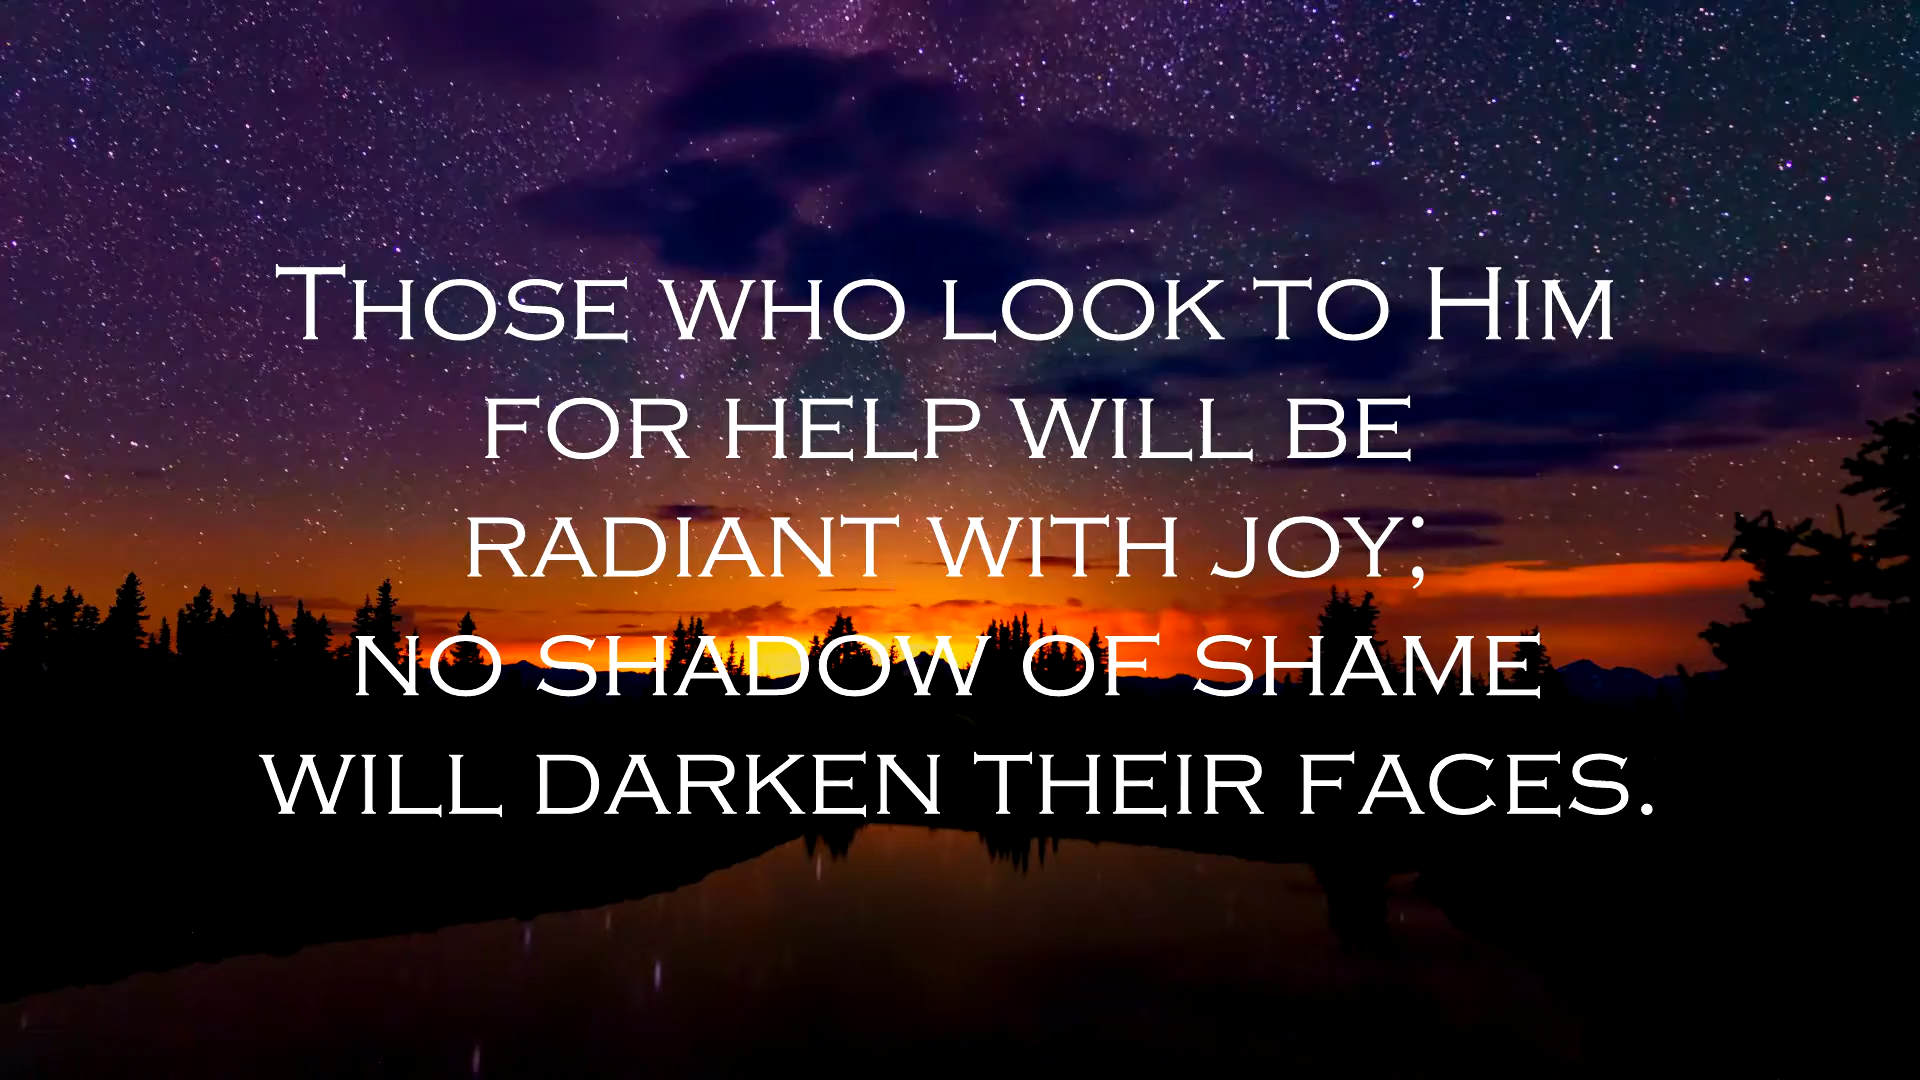 Those who look to Him
for help will be
radiant with joy;
no shadow of shame
will darken their faces.